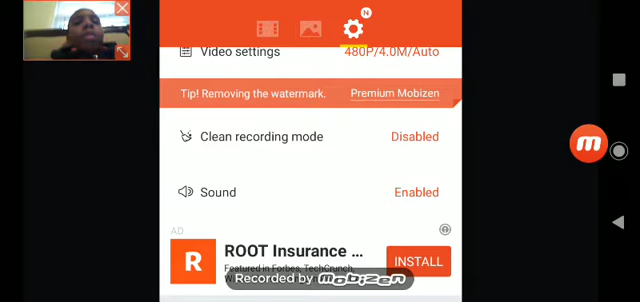 N
Video settings 480P/4.0M/Auto
Tip! Removing the watermark. Premium Mobizen
Clean recording mode Disabled
Sound Enabled
AD
R
ROOT Insurance ...
Featured in Forbes, TechCrunch,
INSTALL
Recorded by mobizen
m